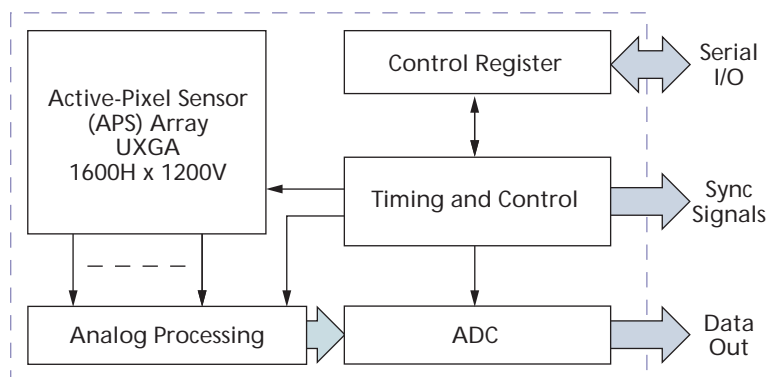 Active-Pixel Sensor
(APS) Array
UXGA
1600H x 1200V
Control Register
Serial
I/O
Timing and Control
Sync
Signals
Analog Processing
ADC
Data
Out